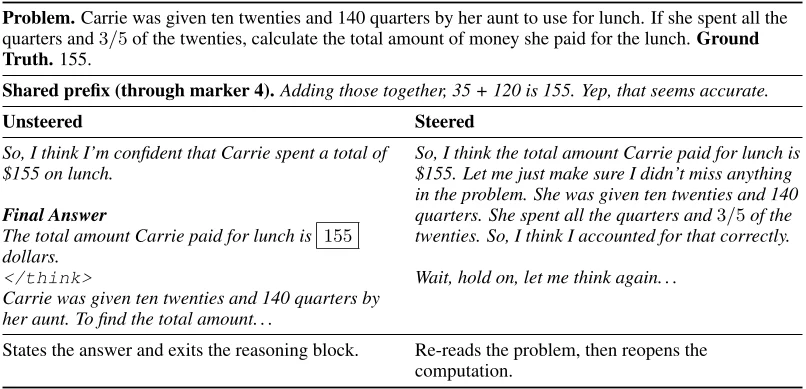 Problem. Carrie was given ten twenties and 140 quarters by her aunt to use for lunch. If she spent all the
quarters and 3/5 of the twenties, calculate the total amount of money she paid for the lunch. Ground
Truth. 155.
Shared prefix (through marker 4). Adding those together, 35 + 120 is 155. Yep, that seems accurate.
Unsteered
So, I think I'm confident that Carrie spent a total of
$155 on lunch.
Final Answer
The total amount Carrie paid for lunch is 155
dollars.
</think>
Carrie was given ten twenties and 140 quarters by
her aunt. To find the total amount...
States the answer and exits the reasoning block.
Steered
So, I think the total amount Carrie paid for lunch is
$155. Let me just make sure I didn't miss anything
in the problem. She was given ten twenties and 140
quarters. She spent all the quarters and 3/5 of the
twenties. So, I think I accounted for that correctly.
Wait, hold on, let me think again...
Re-reads the problem, then reopens the
computation.